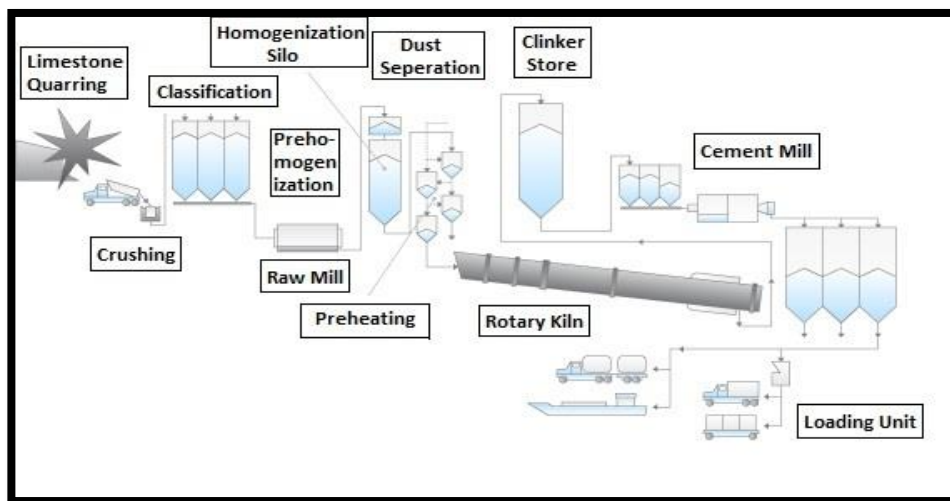 Limestone
Quarring
Homogenization
Silo
Dust
Seperation
Clinker
Store
Classification
Preho-
mogen
ization
Cement Mill
Crushing
Raw Mill
Preheating
Rotary Kiln
Loading Unit